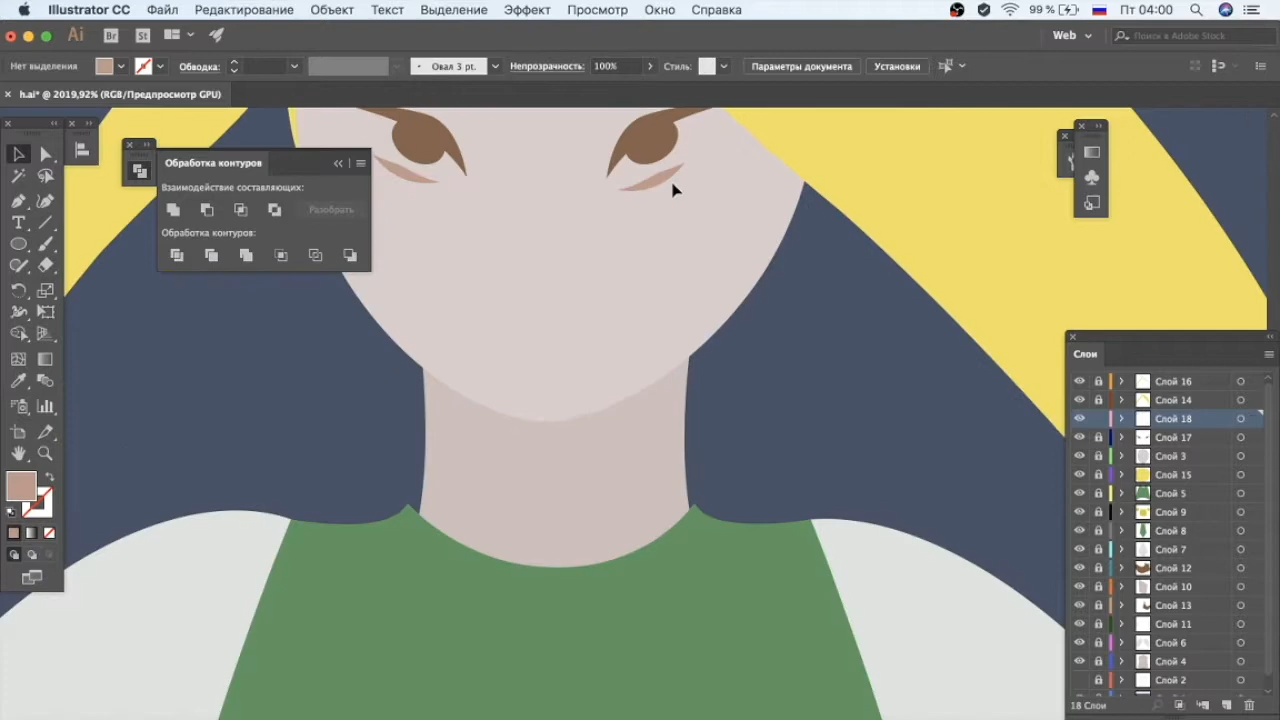 Illustrator CC Файл Редактирование Объект Текст Выделение Эффект Просмотр Окно Справка 99 % Пт 04:00
Ai Br St Web Поиск в Adobe Stock
Нет выделения Обводка: Овал 3 pt. Непрозрачность: 100% Стиль: Параметры документа Установки
h.ai* @ 2019,92% (RGB/Предпросмотр GPU)
Обработка контуров
Взаимодействие составляющих:
Разобрать
Обработка контуров:
Слои
Слой 16
Слой 14
Слой 18
Слой 17
Слой 3
Слой 15
Слой 5
Слой 9
Слой 8
Слой 7
Слой 12
Слой 10
Слой 13
Слой 11
Слой 6
Слой 4
Слой 2
18 Слои